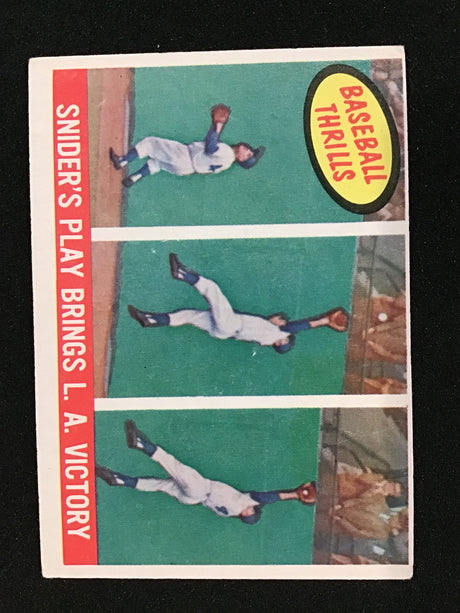 BASEBALL
THRILLS
SNIDER'S PLAY BRINGS L. A. VICTORY